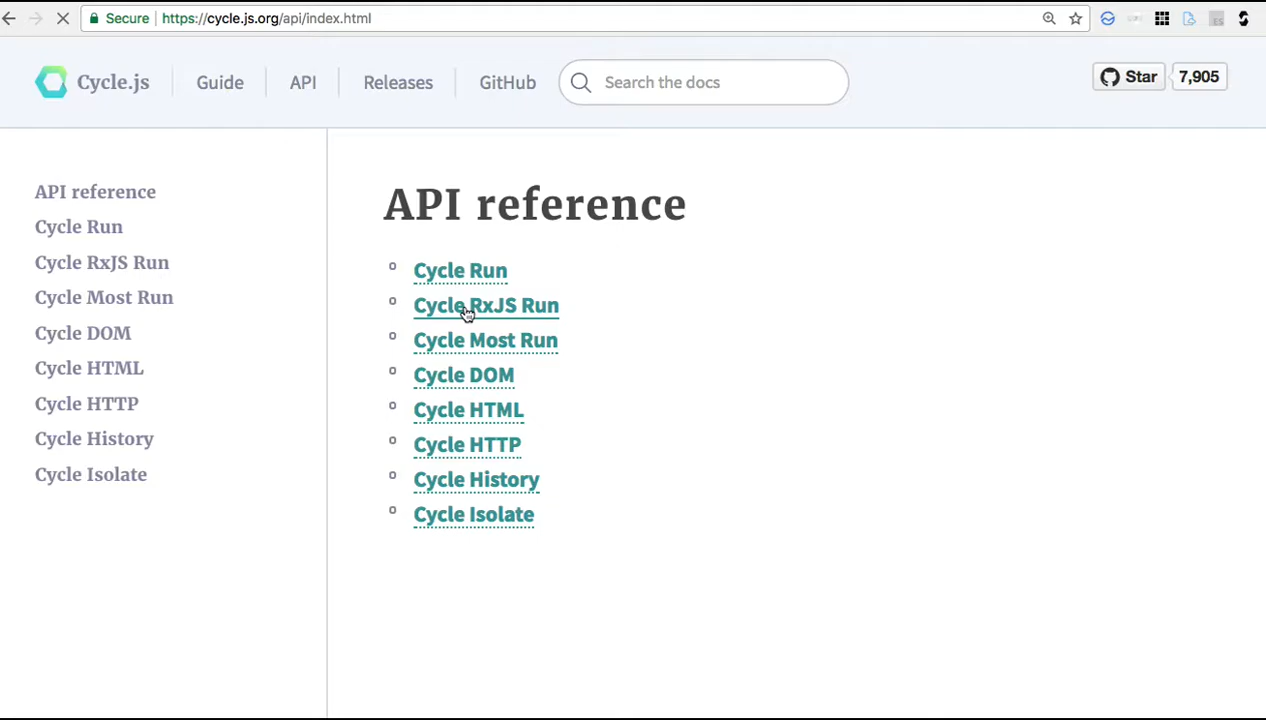 Secure https://cycle.js.org/api/index.html
Cycle.js Guide API Releases GitHub Search the docs Star 7,905
API reference
Cycle Run
Cycle RxJS Run
Cycle Most Run
Cycle DOM
Cycle HTML
Cycle HTTP
Cycle History
Cycle Isolate
API reference
Cycle Run
Cycle RxJS Run
Cycle Most Run
Cycle DOM
Cycle HTML
Cycle HTTP
Cycle History
Cycle Isolate